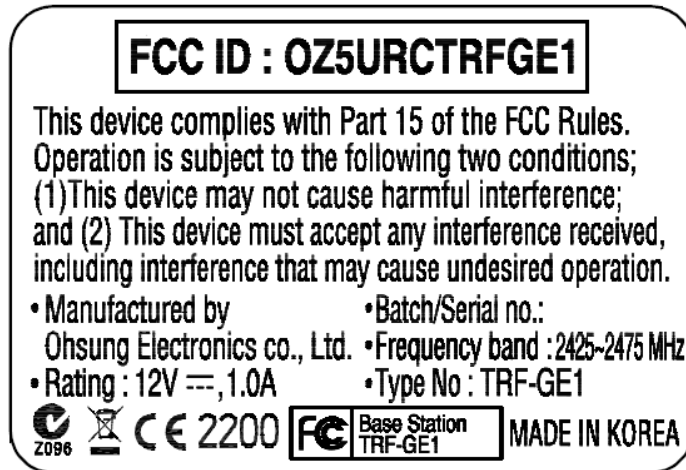 FCC ID : OZ5URCTRFGE1
This device complies with Part 15 of the FCC Rules.
Operation is subject to the following two conditions;
(1)This device may not cause harmful interference;
and (2) This device must accept any interference received,
including interference that may cause undesired operation.
• Manufactured by
Ohsung Electronics co., Ltd.
• Rating : 12V ⎓, 1.0A
•Batch/Serial no.:
•Frequency band : 2425~2475 MHz
•Type No : TRF-GE1
Z096
CE 2200
FC
Base Station
TRF-GE1
MADE IN KOREA